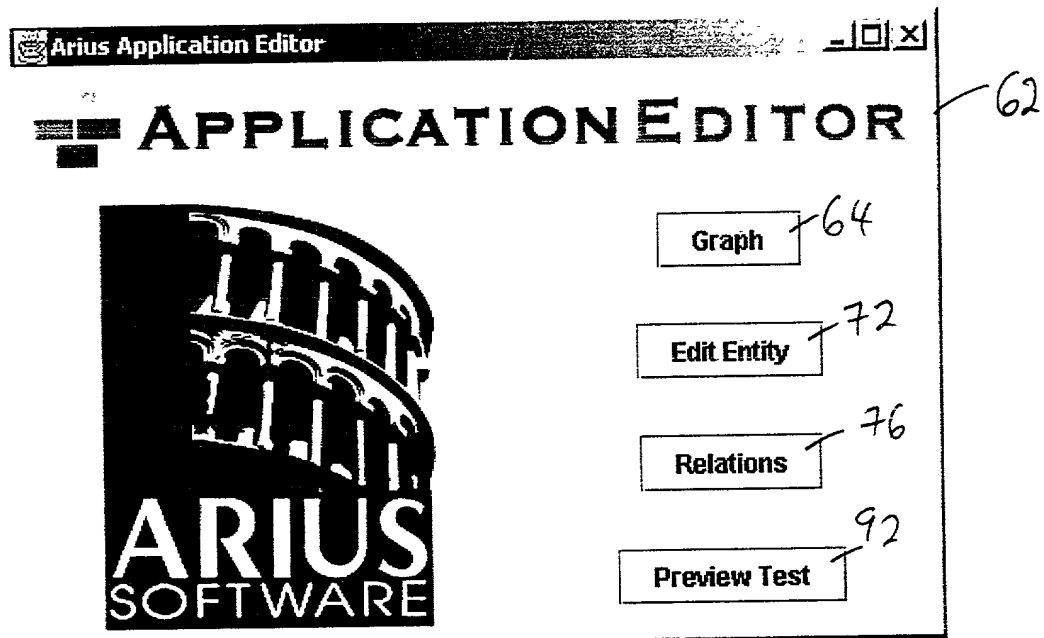 Arius Application Editor
APPLICATION EDITOR
62
Graph
64
Edit Entity
72
Relations
76
Preview Test
92
ARIUS
SOFTWARE